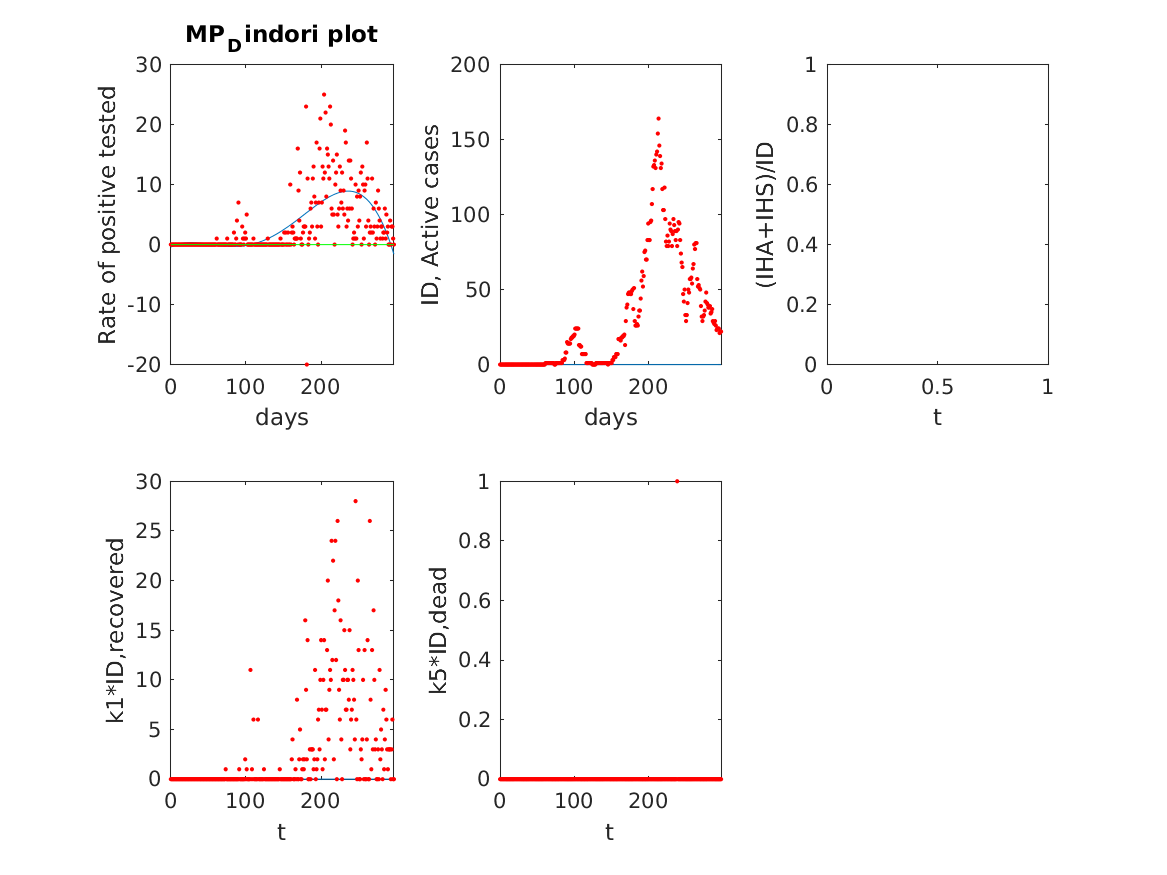 MP_D indori plot
30
20
10
0
-10
-20
0 100 200
Rate of positive tested
days
200
150
100
50
0
0 100 200
ID, Active cases
days
1
0.8
0.6
0.4
0.2
0
0 0.5 1
(IHA+IHS)/ID
t
30
25
20
15
10
5
0
0 100 200
k1*ID,recovered
t
1
0.8
0.6
0.4
0.2
0
0 100 200
k5*ID,dead
t